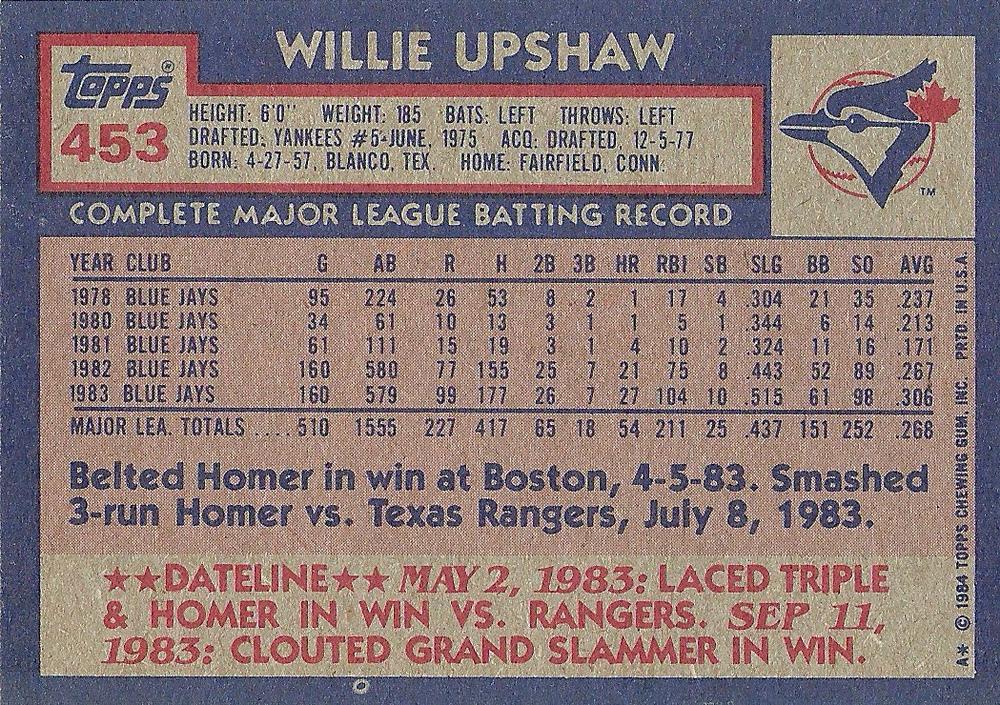 WILLIE UPSHAW
Topps®
453
HEIGHT: 6'0" WEIGHT: 185 BATS: LEFT THROWS: LEFT
DRAFTED: YANKEES #5-JUNE, 1975 ACQ: DRAFTED, 12-5-77
BORN: 4-27-57, BLANCO, TEX. HOME: FAIRFIELD, CONN.
TM
COMPLETE MAJOR LEAGUE BATTING RECORD
YEAR CLUB G AB R H 2B 3B HR RBI SB SLG BB SO AVG
1978 BLUE JAYS 95 224 26 53 8 2 1 17 4 .304 21 35 .237
1980 BLUE JAYS 34 61 10 13 3 1 1 5 1 .344 6 14 .213
1981 BLUE JAYS 61 111 15 19 3 1 4 10 2 .324 11 16 .171
1982 BLUE JAYS 160 580 77 155 25 7 21 75 8 .443 52 89 .267
1983 BLUE JAYS 160 579 99 177 26 7 27 104 10 .515 61 98 .306
MAJOR LEA. TOTALS .... 510 1555 227 417 65 18 54 211 25 .437 151 252 .268
Belted Homer in win at Boston, 4-5-83. Smashed
3-run Homer vs. Texas Rangers, July 8, 1983.
★★DATELINE★★ MAY 2, 1983: LACED TRIPLE
& HOMER IN WIN VS. RANGERS. SEP 11,
1983: CLOUTED GRAND SLAMMER IN WIN.
A* © 1984 TOPPS CHEWING GUM, INC. PRTD. IN U.S.A.